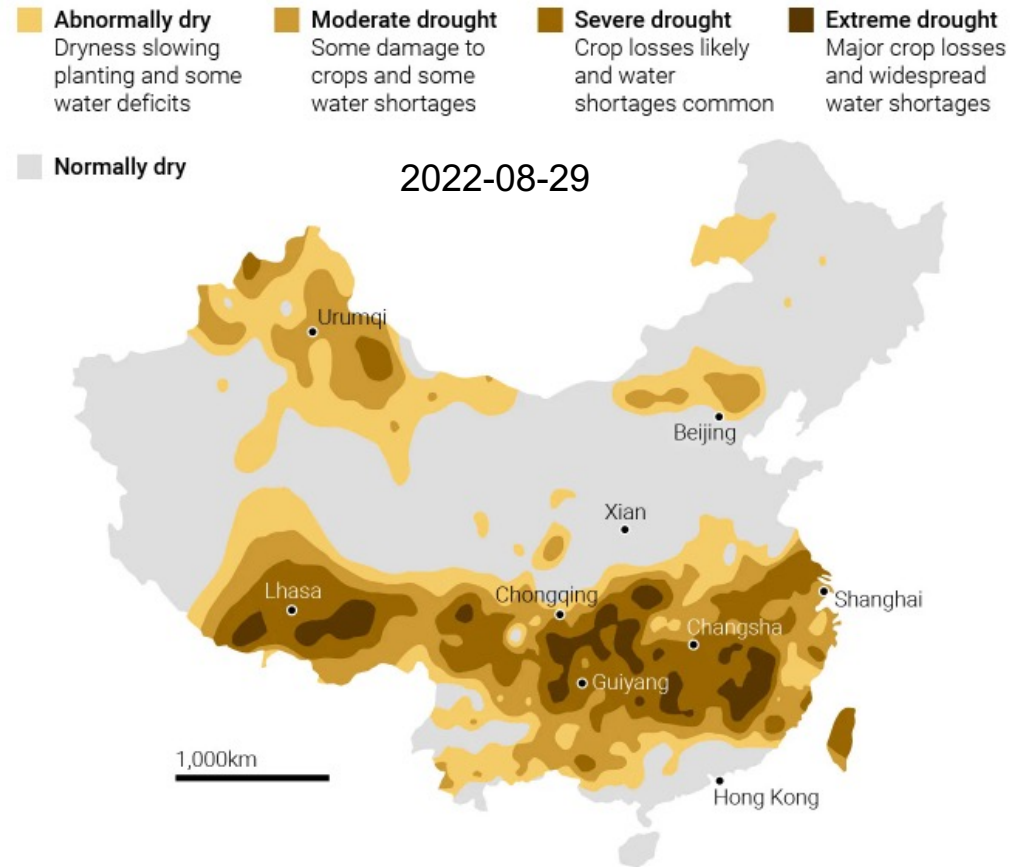 Abnormally dry
Dryness slowing
planting and some
water deficits
Moderate drought
Some damage to
crops and some
water shortages
Severe drought
Crop losses likely
and water
shortages common
Extreme drought
Major crop losses
and widespread
water shortages
Normally dry
2022-08-29
Urumqi
Beijing
Xian
Lhasa
Chongqing
Shanghai
Changsha
Guiyang
1,000km
Hong Kong